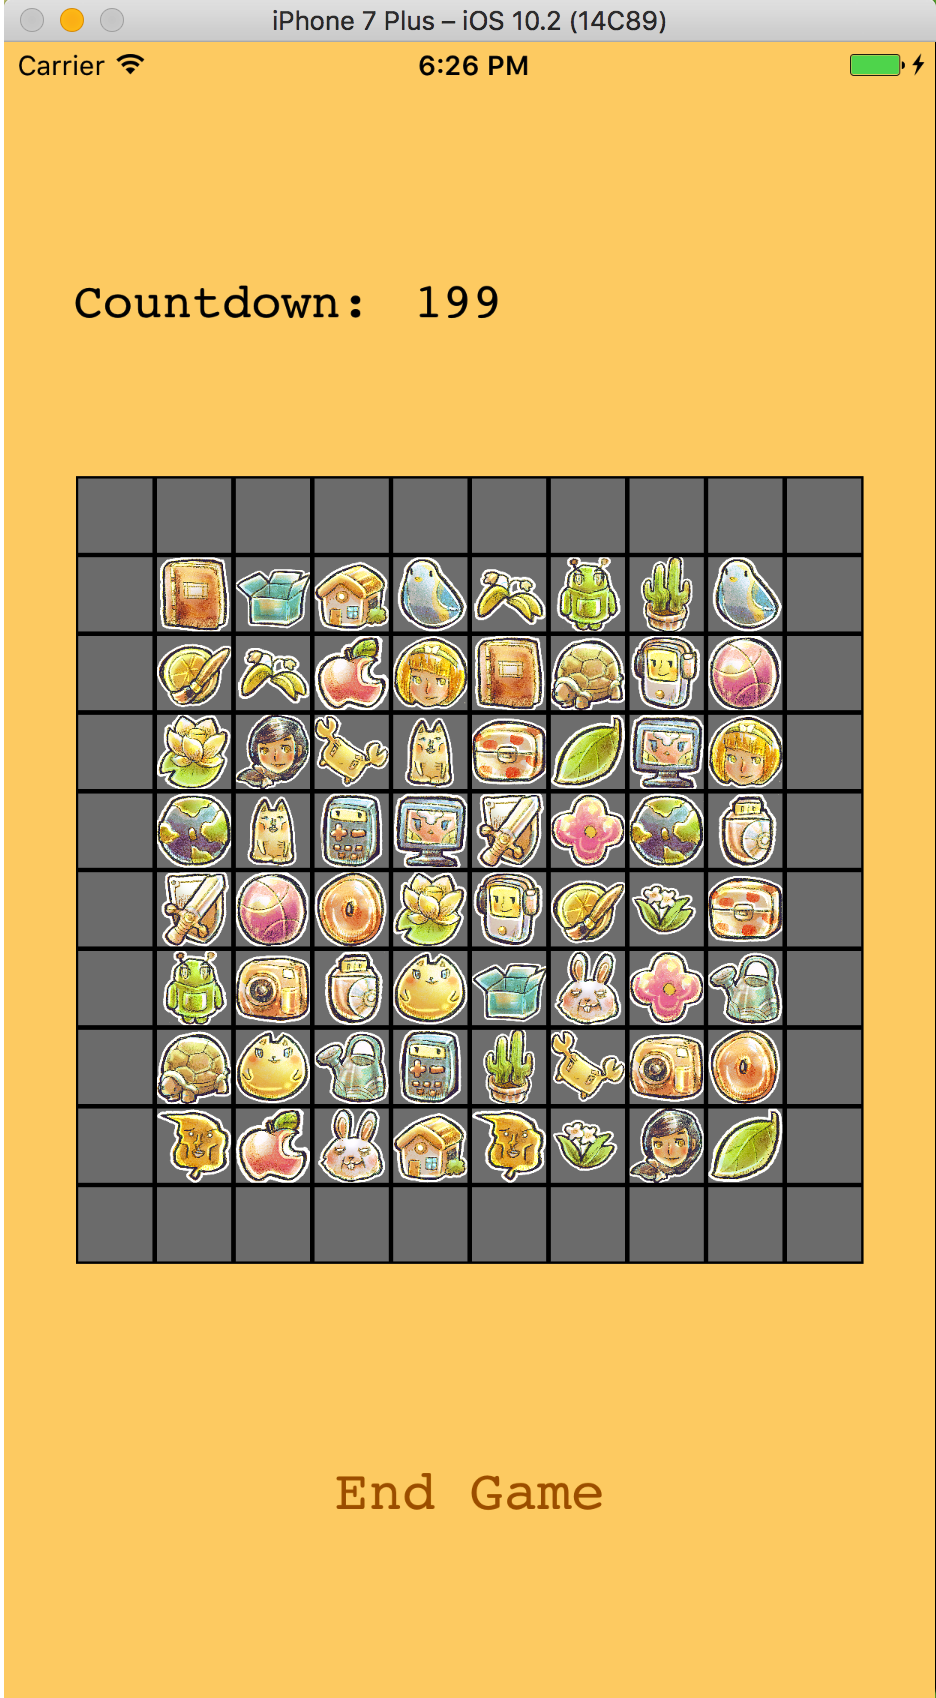 iPhone 7 Plus – iOS 10.2 (14C89)
Carrier 6:26 PM
Countdown: 199
End Game